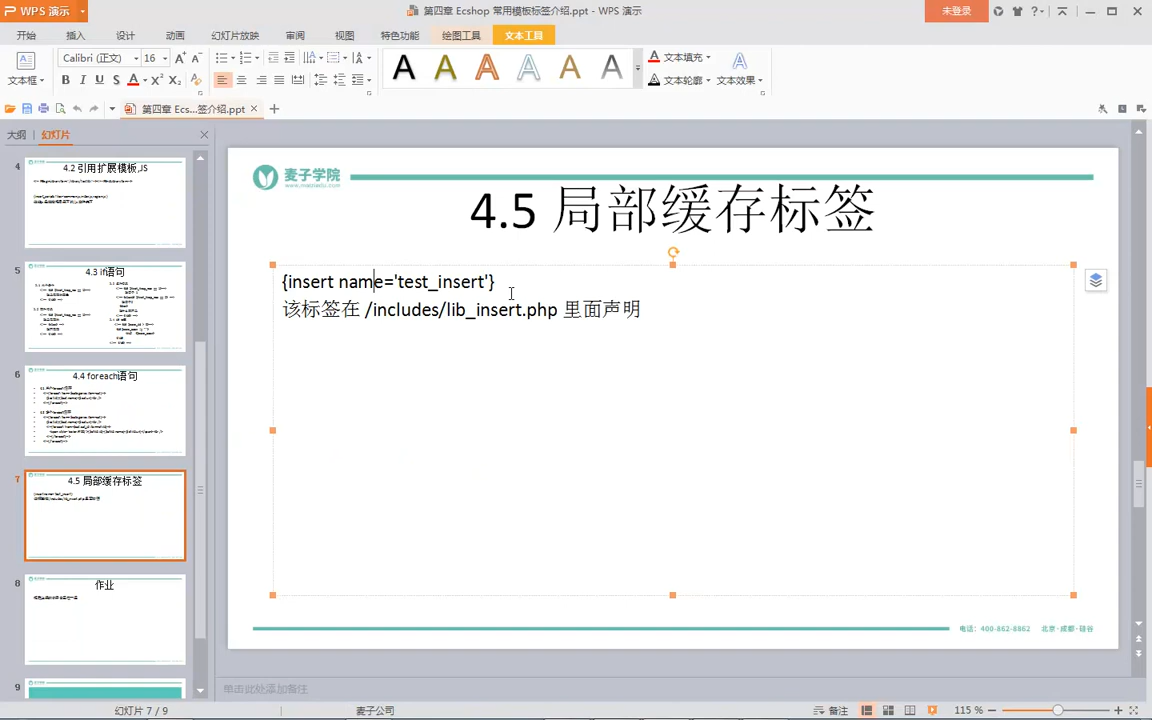 WPS 演示
第四章 Ecshop 常用模板标签介绍.ppt - WPS 演示
未登录
开始
插入
设计
动画
幻灯片放映
审阅
视图
特色功能
绘图工具
文本工具
文本框
Calibri (正文)
16
B I U S A X² X₂
文本填充
文本轮廓
文本效果
第四章 Ecs...签介绍.ppt
大纲
幻灯片
4
4.2 引用扩展模板,JS
5
4.3 if语句
6
4.4 foreach语句
7
4.5 局部缓存标签
8
作业
9
麦子学院
www.maiziedu.com
4.5 局部缓存标签
{insert name='test_insert'}
该标签在 /includes/lib_insert.php 里面声明
电话：400-862-8862 北京-成都-硅谷
单击此处添加备注
幻灯片 7 / 9
麦子公司
备注
115 %